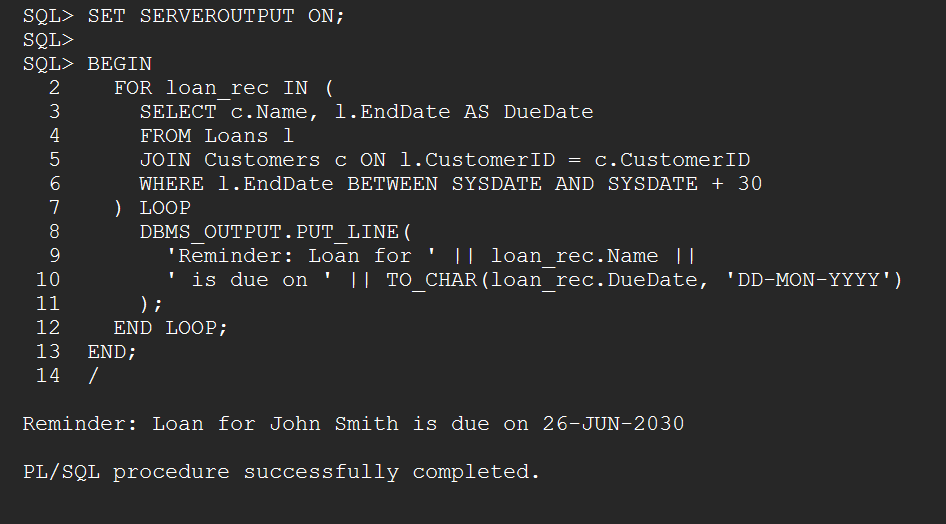 SQL> SET SERVEROUTPUT ON;
SQL>
SQL> BEGIN
  2    FOR loan_rec IN (
  3      SELECT c.Name, l.EndDate AS DueDate
  4      FROM Loans l
  5      JOIN Customers c ON l.CustomerID = c.CustomerID
  6      WHERE l.EndDate BETWEEN SYSDATE AND SYSDATE + 30
  7    ) LOOP
  8      DBMS_OUTPUT.PUT_LINE(
  9        'Reminder: Loan for ' || loan_rec.Name ||
 10        ' is due on ' || TO_CHAR(loan_rec.DueDate, 'DD-MON-YYYY')
 11      );
 12    END LOOP;
 13  END;
 14  /
Reminder: Loan for John Smith is due on 26-JUN-2030
PL/SQL procedure successfully completed.